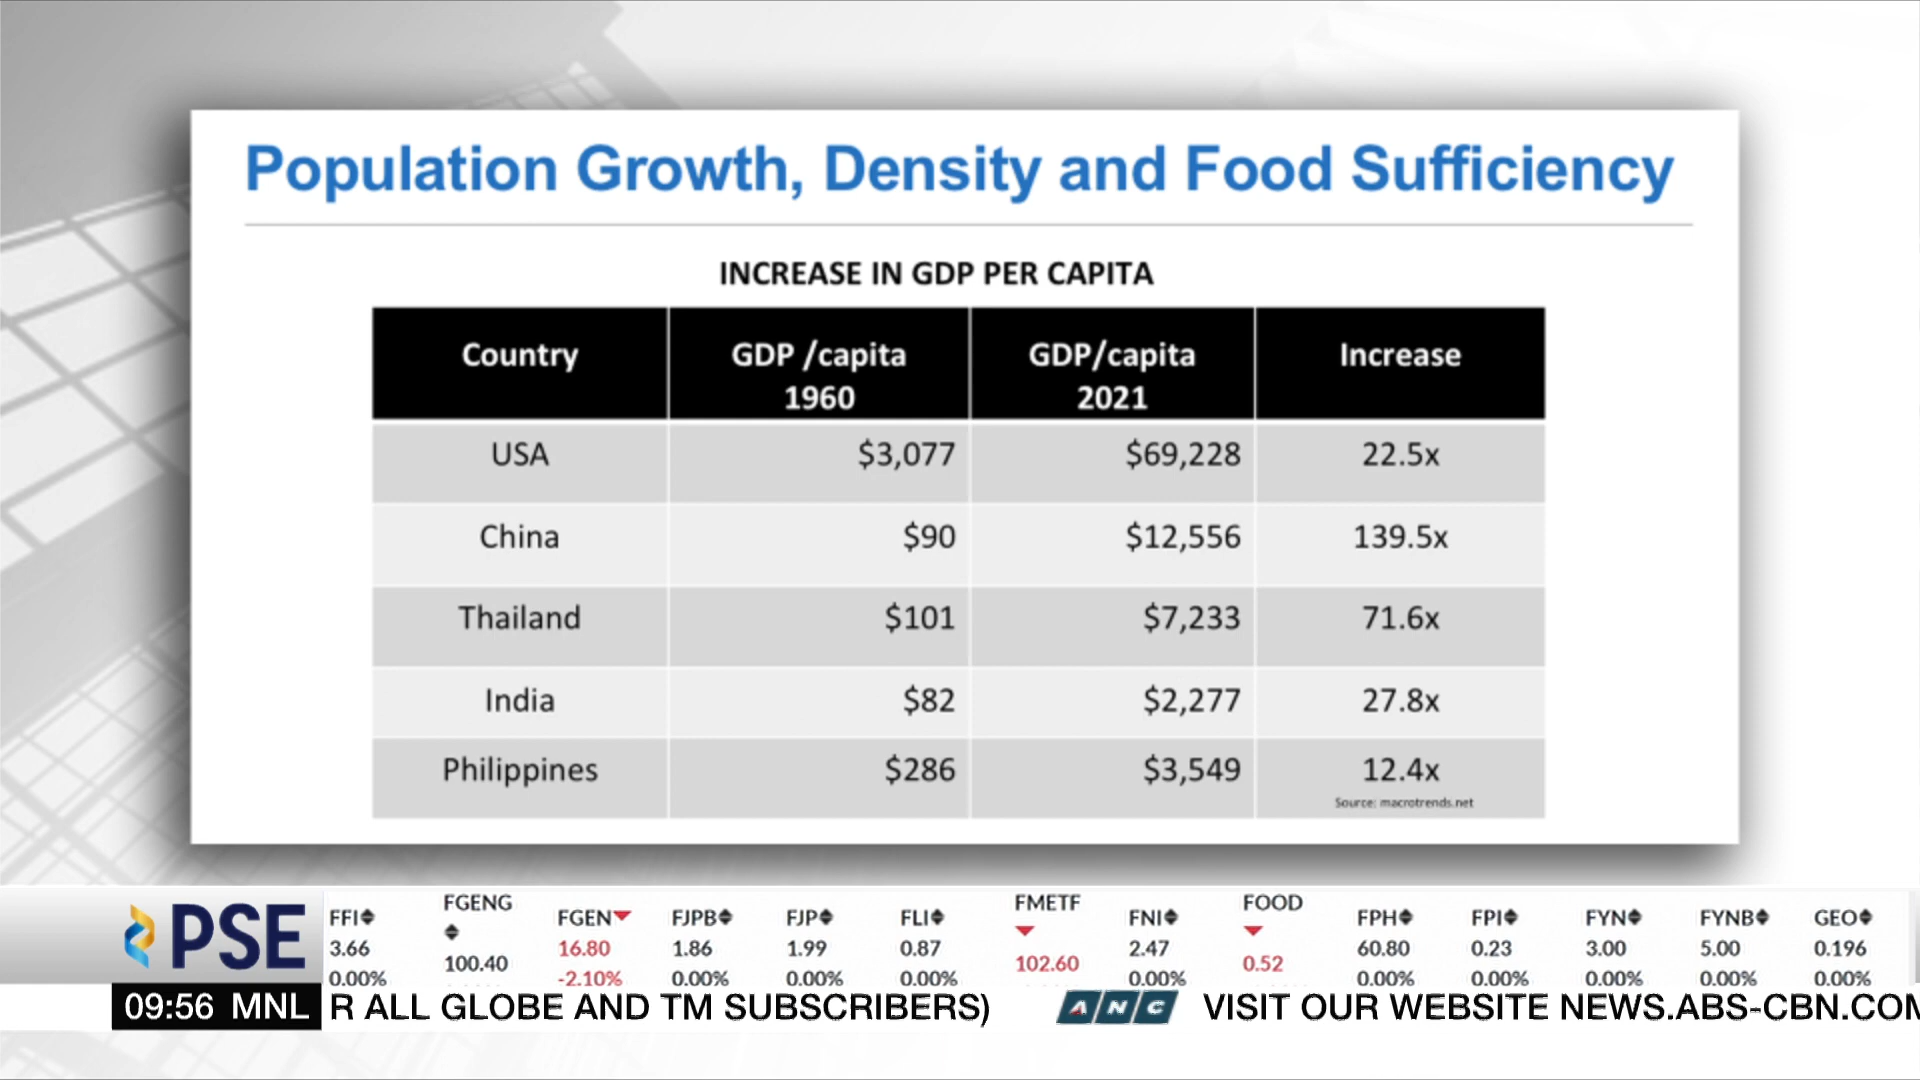 Population Growth, Density and Food Sufficiency
INCREASE IN GDP PER CAPITA
Country GDP /capita 1960 GDP/capita 2021 Increase
USA $3,077 $69,228 22.5x
China $90 $12,556 139.5x
Thailand $101 $7,233 71.6x
India $82 $2,277 27.8x
Philippines $286 $3,549 12.4x
Source: macrotrends.net
PSE
FFI 3.66 0.00%
FGENG 100.40
FGEN 16.80 -2.10%
FJPB 1.86 0.00%
FJP 1.99 0.00%
FLI 0.87 0.00%
FMETF 102.60
FNI 2.47 0.00%
FOOD 0.52
FPH 60.80 0.00%
FPI 0.23 0.00%
FYN 3.00 0.00%
FYNB 5.00 0.00%
GEO 0.196 0.00%
09:56 MNL R ALL GLOBE AND TM SUBSCRIBERS) ANC VISIT OUR WEBSITE NEWS.ABS-CBN.COM